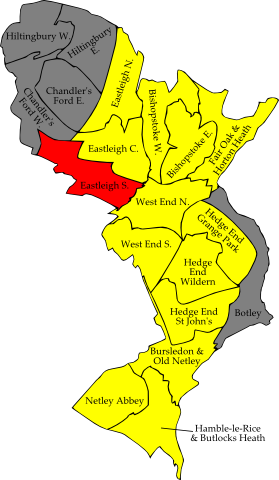 Hiltingbury W.
Hiltingbury
E.
Chandler's
Ford E.
Chandler's
Ford W.
Eastleigh N.
Bishopstoke W.
Bishopstoke E.
Fair Oak &
Horton Heath
Eastleigh C.
Eastleigh S.
West End N.
Hedge End
Grange Park
West End S.
Hedge
End
Wildern
Hedge End
St John's
Botley
Bursledon &
Old Netley
Netley Abbey
Hamble-le-Rice
& Butlocks Heath